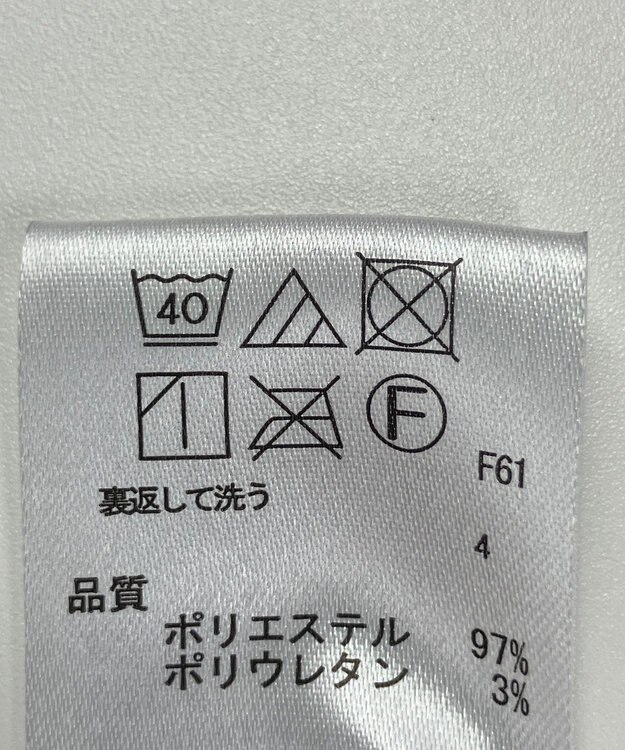 40
F
F61
裏返して洗う
4
品質
ポリエステル 97%
ポリウレタン 3%